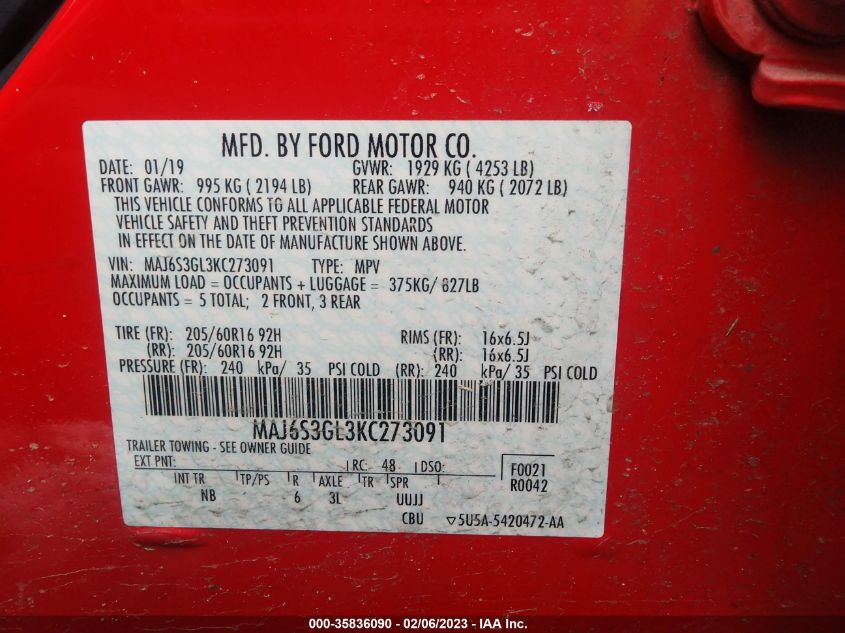 MFD. BY FORD MOTOR CO.
DATE: 01/19 GVWR: 1929 KG ( 4253 LB)
FRONT GAWR: 995 KG ( 2194 LB) REAR GAWR: 940 KG ( 2072 LB)
THIS VEHICLE CONFORMS TO ALL APPLICABLE FEDERAL MOTOR
VEHICLE SAFETY AND THEFT PREVENTION STANDARDS
IN EFFECT ON THE DATE OF MANUFACTURE SHOWN ABOVE.
VIN: MAJ6S3GL3KC273091 TYPE: MPV
MAXIMUM LOAD = OCCUPANTS + LUGGAGE = 375KG/ 827LB
OCCUPANTS = 5 TOTAL; 2 FRONT, 3 REAR
TIRE (FR): 205/60R16 92H RIMS (FR): 16x6.5J
(RR): 205/60R16 92H (RR): 16x6.5J
PRESSURE (FR): 240 kPa/ 35 PSI COLD (RR): 240 kPa/ 35 PSI COLD
MAJ6S3GL3KC273091
TRAILER TOWING - SEE OWNER GUIDE
EXT PNT: RC: 48 DSO: F0021
R0042
INT TR TP/PS R AXLE TR SPR
NB 6 3L UUJJ
CBU ▽5U5A-5420472-AA
000-35836090 - 02/06/2023 - IAA Inc.